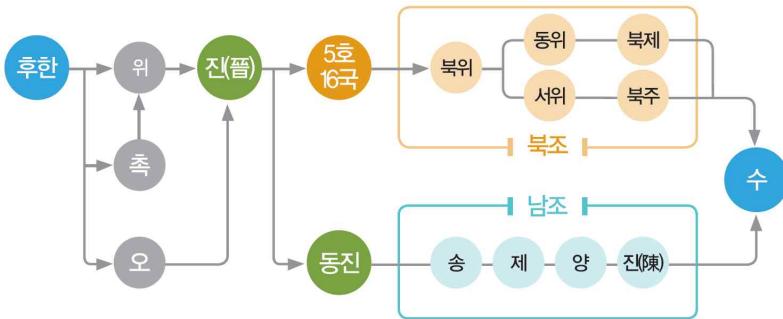 후한
위
촉
오
진(晉)
5호
16국
동진
북위
동위
북제
서위
북주
북조
남조
송
제
양
진(陳)
수